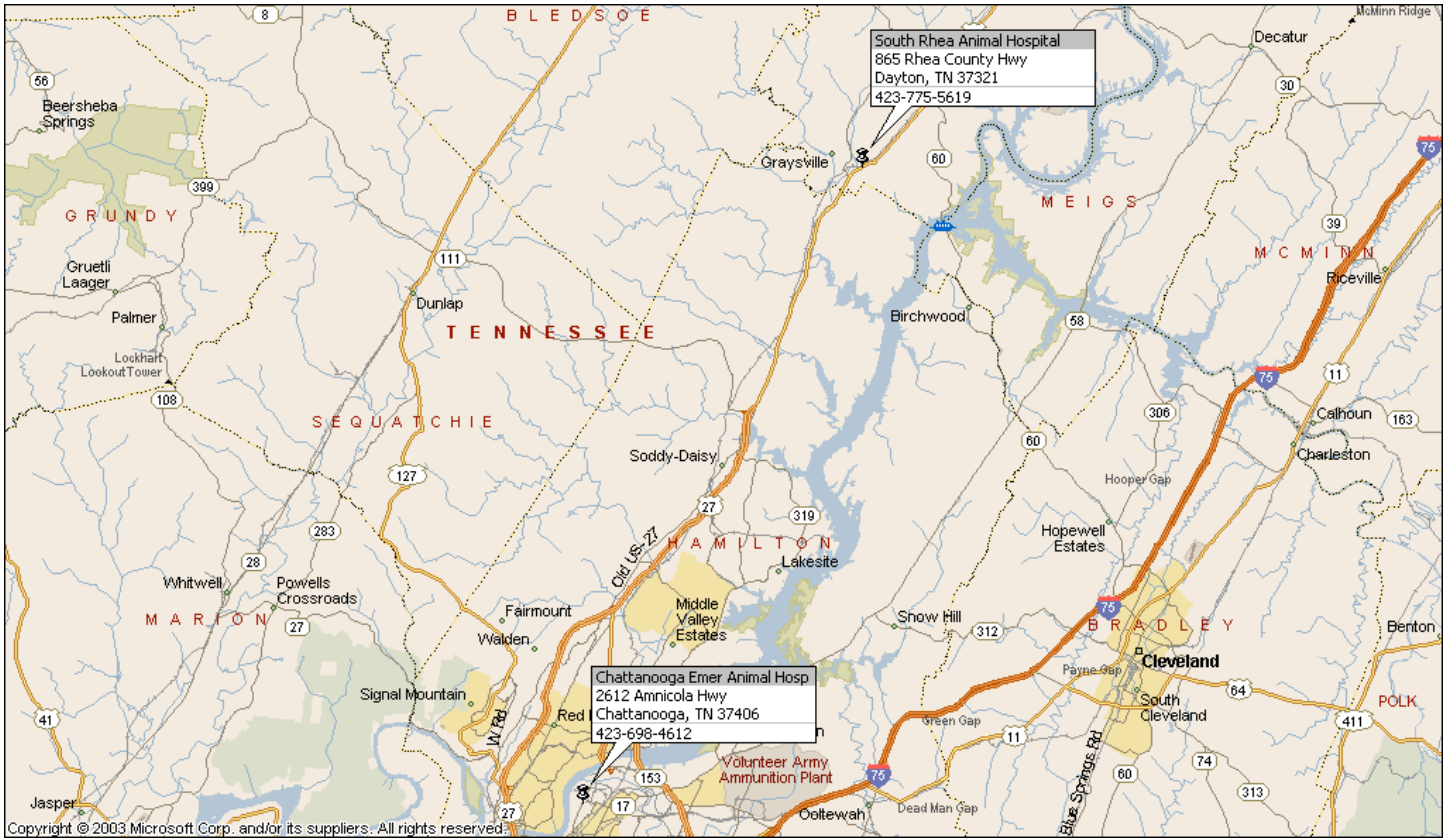 BLEDSOE
8
McMinn Ridge
Decatur
South Rhea Animal Hospital
865 Rhea County Hwy
Dayton, TN 37321
423-775-5619
56
30
Beersheba
Springs
75
Graysville
60
399
GRUNDY
MEIGS
39
MCMINN
111
Gruetli
Laager
Riceville
Dunlap
Palmer
TENNESSEE
Birchwood
58
Lockhart
Lookout Tower
75
11
108
306
Calhoun
163
SEQUATCHIE
60
Charleston
Soddy-Daisy
127
Hooper Gap
27
319
283
Hopewell
Estates
HAMILTON
Old US-27
28
Lakesite
Whitwell
Powells
Crossroads
Middle
Valley
Estates
75
Fairmount
MARION
27
Snow Hill
312
BRADLEY
Benton
Walden
Cleveland
Payne Gap
Chattanooga Emer Animal Hosp
2612 Amnicola Hwy
Chattanooga, TN 37406
423-698-4612
Signal Mountain
64
South
Cleveland
POLK
41
W Rd
Red
Green Gap
411
11
Volunteer Army
Ammunition Plant
74
75
60
153
313
Jasper
27
17
Ooltewah
Dead Man Gap
Blue Springs Rd
Copyright © 2003 Microsoft Corp. and/or its suppliers. All rights reserved.